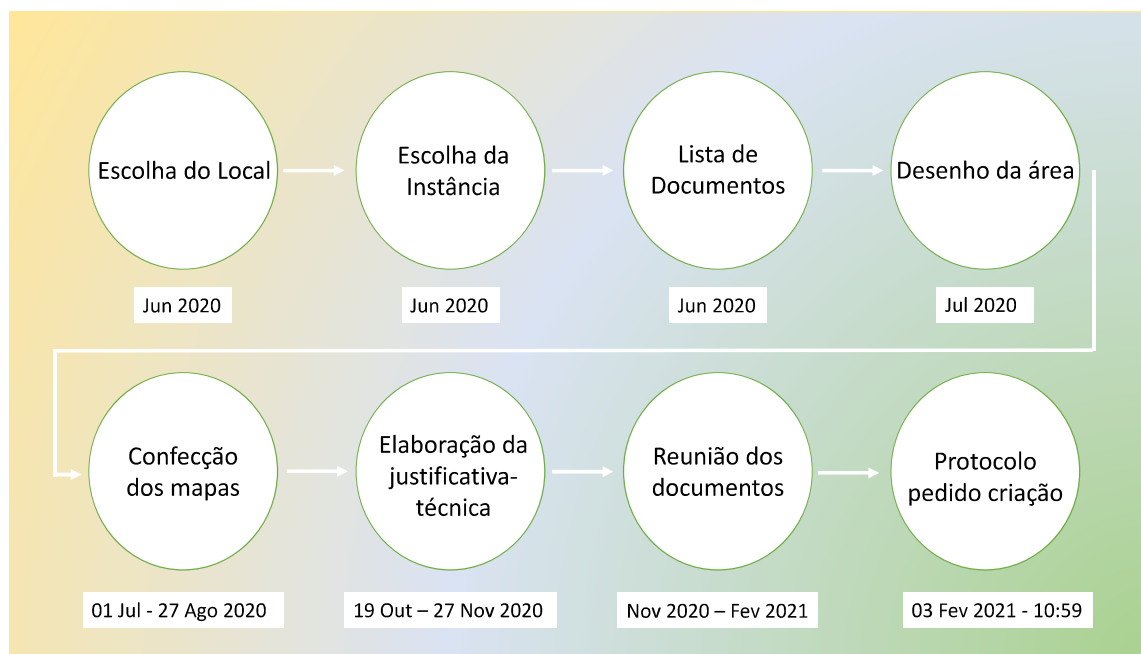 Escolha do Local
Escolha da
Instância
Lista de
Documentos
Desenho da área
Jun 2020
Jun 2020
Jun 2020
Jul 2020
Confecção
dos mapas
Elaboração da
justificativa-
técnica
Reunião dos
documentos
Protocolo
pedido criação
01 Jul - 27 Ago 2020
19 Out – 27 Nov 2020
Nov 2020 – Fev 2021
03 Fev 2021 - 10:59